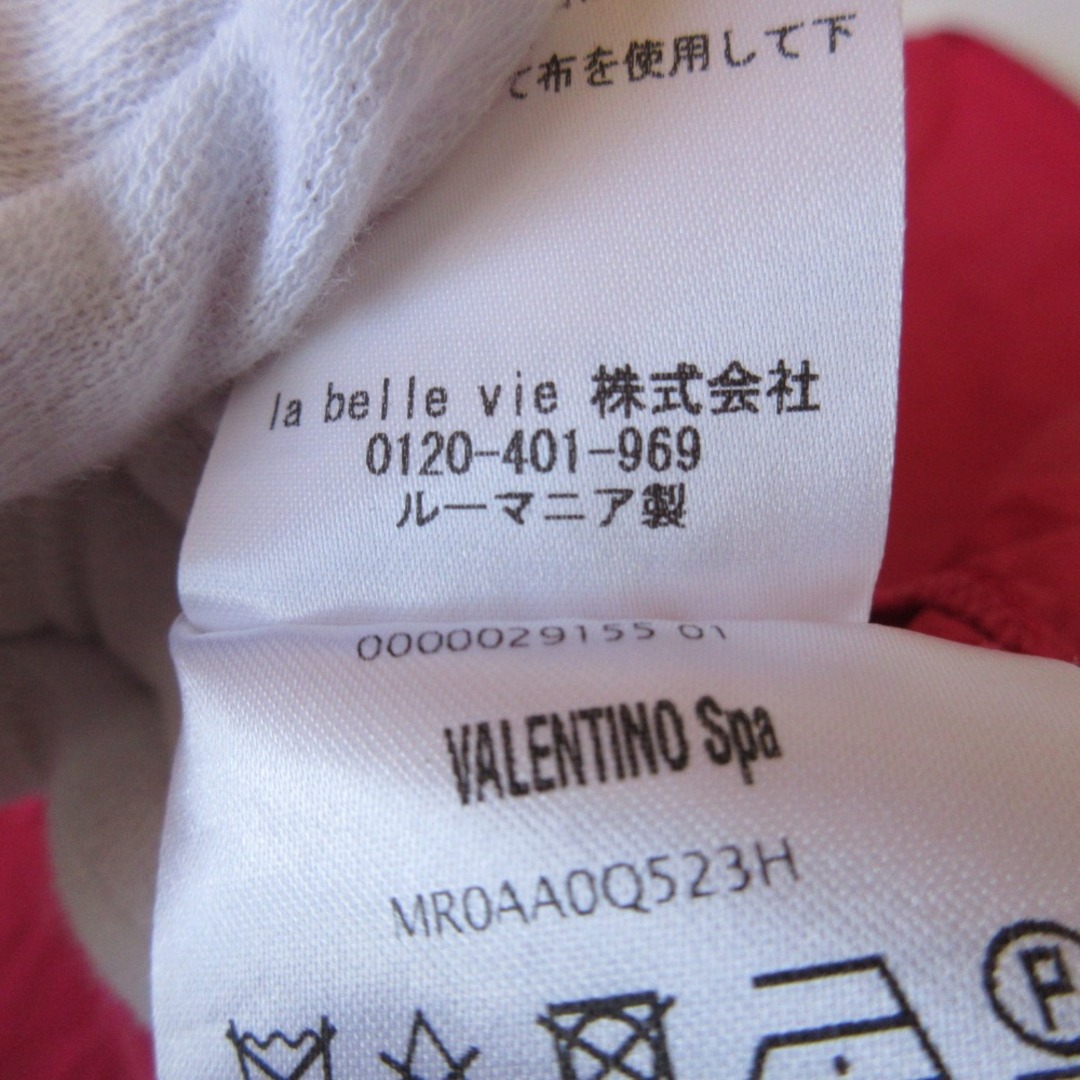 て布を使用して下
la belle vie 株式会社
0120-401-969
ルーマニア製
0000029155 01
VALENTINO Spa
MR0AA0Q523H
P